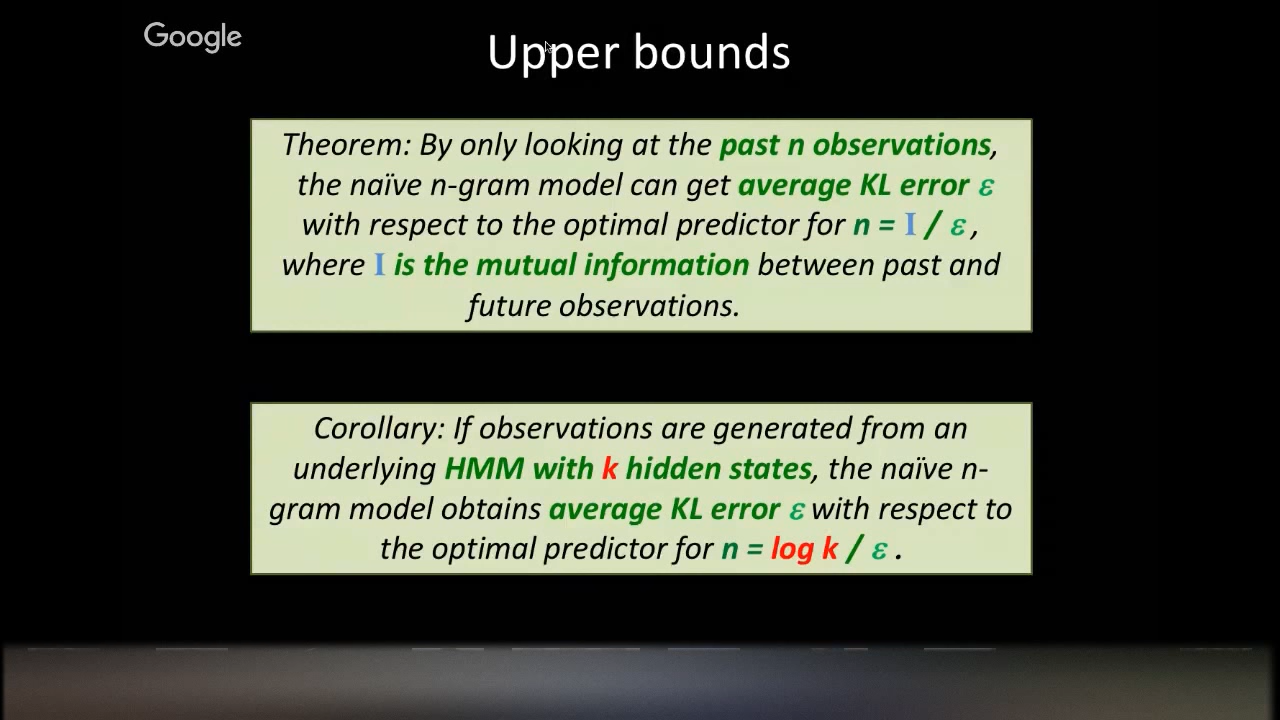 Google
Upper bounds
Theorem: By only looking at the past n observations,
the naïve n-gram model can get average KL error ε
with respect to the optimal predictor for n = I / ε ,
where I is the mutual information between past and
future observations.
Corollary: If observations are generated from an
underlying HMM with k hidden states, the naïve n-
gram model obtains average KL error ε with respect to
the optimal predictor for n = log k / ε .